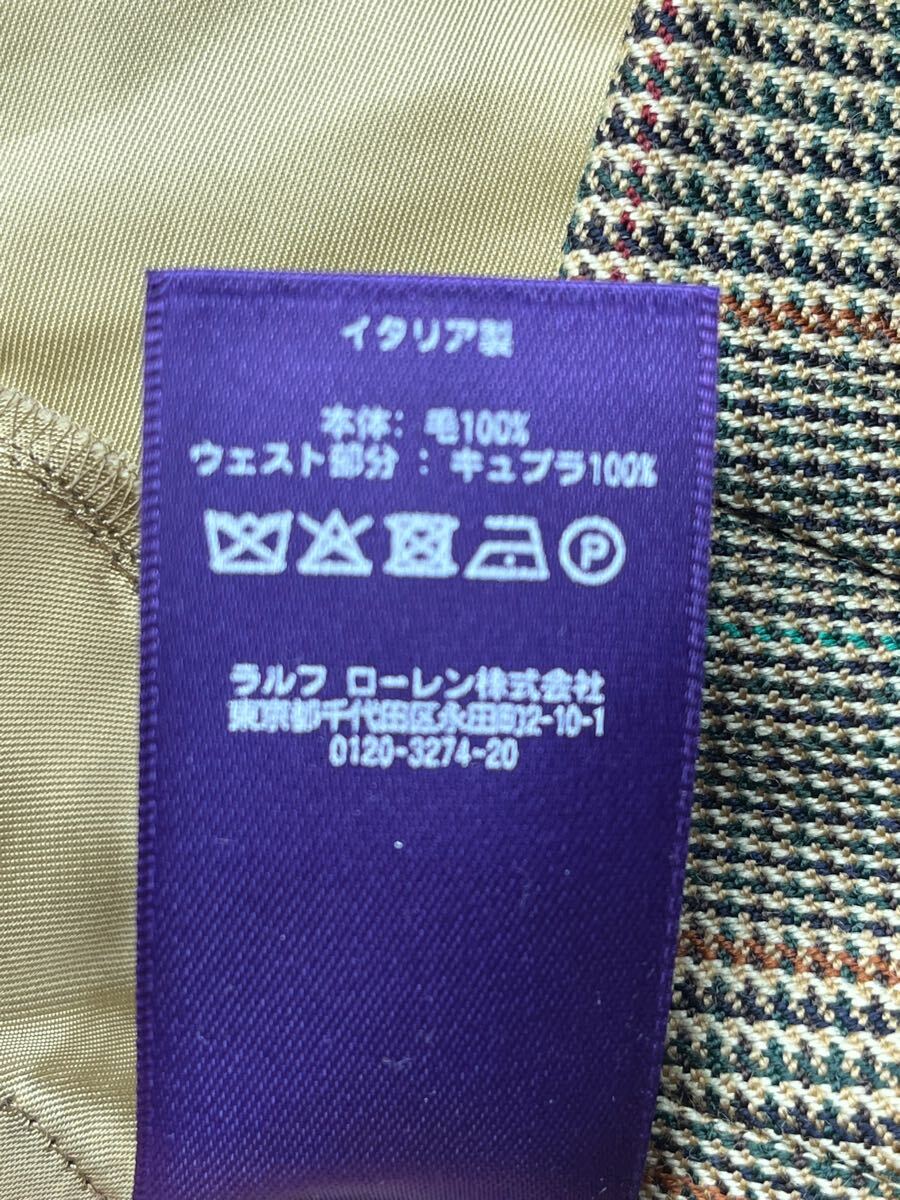 イタリア製
本体: 毛100%
ウェスト部分 : キュプラ100%
P
ラルフ ローレン株式会社
東京都千代田区永田町2-10-1
0120-3274-20